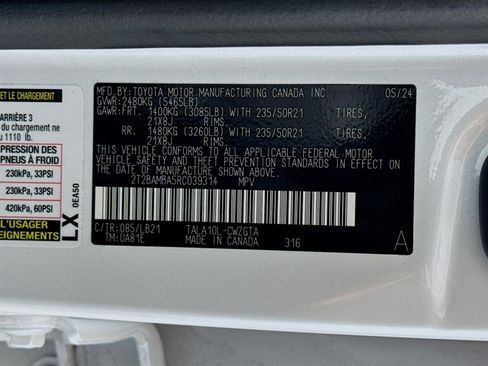 ET LE CHARGEMENT
ARRIÈRE 3
du chargement ne
1110 lb.
PRESSION DES
PNEUS À FROID
230kPa, 33PSI
230kPa, 33PSI
420kPa, 60PSI
L'USAGER
LX
0EA50
MFD.BY:TOYOTA MOTOR MANUFACTURING CANADA INC 05/24
GVWR:2480KG (5465LB)
GAWR:FRT. 1400KG (3085LB) WITH 235/50R21 TIRES,
21X8J RIMS,
RR. 1480KG (3260LB) WITH 235/50R21 TIRES,
21X8J RIMS,
THIS VEHICLE CONFORMS TO ALL APPLICABLE FEDERAL MOTOR
VEHICLE SAFETY AND THEFT PREVENTION STANDARDS IN EFFECT
ON THE DATE OF MANUFACTURE SHOWN ABOVE.
2T2BAMBA5RC039314 MPV
C/TR:085/LB21 TALA10L-CWZGTA
TM:UA81E MADE IN CANADA 316 A